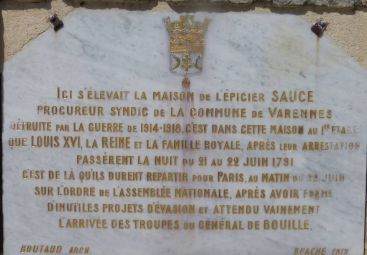 ICI S'ÉLEVAIT LA MAISON DE L'ÉPICIER SAUCE
PROCUREUR SYNDIC DE LA COMMUNE DE VARENNES
DÉTRUITE PAR LA GUERRE DE 1914-1918. C'EST DANS CETTE MAISON AU 1ER ETAGE
QUE LOUIS XVI, LA REINE ET LA FAMILLE ROYALE, APRÈS LEUR ARRESTATION
PASSÈRENT LA NUIT DU 21 AU 22 JUIN 1791
C'EST DE LÀ QU'ILS DURENT REPARTIR POUR PARIS, AU MATIN DU 22 JUIN
SUR L'ORDRE DE L'ASSEMBLÉE NATIONALE, APRÈS AVOIR FORMÉ
D'INUTILES PROJETS D'ÉVASION ET ATTENDU VAINEMENT
L'ARRIVÉE DES TROUPES DU GÉNÉRAL DE BOUILLÉ.
BOUTAUD ARCH.